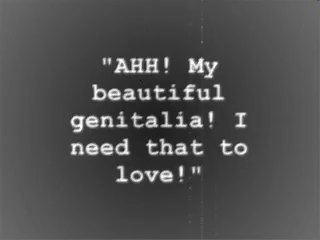 "AHH! My
beautiful
genitalia! I
need that to
love!"